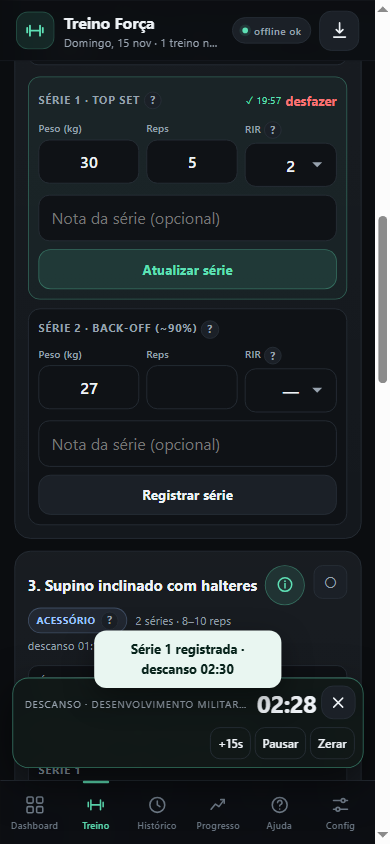 Treino Força
Domingo, 15 nov · 1 treino n...
offline ok
SÉRIE 1 · TOP SET ?
✓ 19:57 desfazer
Peso (kg) Reps RIR ?
30 5 2
Nota da série (opcional)
Atualizar série
SÉRIE 2 · BACK-OFF (~90%) ?
Peso (kg) Reps RIR ?
27 —
Nota da série (opcional)
Registrar série
3. Supino inclinado com halteres
ACESSÓRIO ? 2 séries · 8–10 reps
descanso 01:
Série 1 registrada ·
descanso 02:30
DESCANSO · DESENVOLVIMENTO MILITAR... 02:28
+15s Pausar Zerar
SÉRIE 1
Dashboard Treino Histórico Progresso Ajuda Config